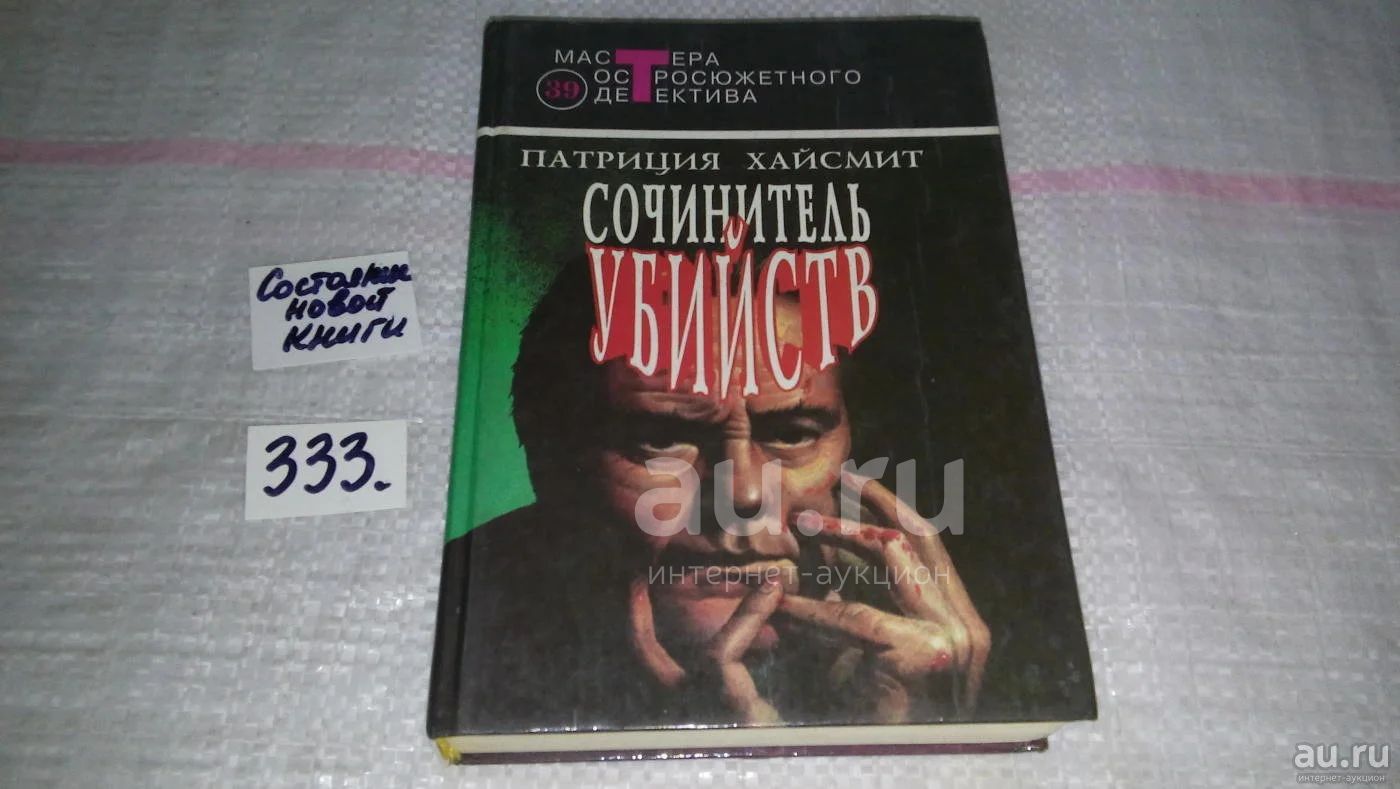 МАСТЕРА
ОСТРОСЮЖЕТНОГО
39 ДЕТЕКТИВА
ПАТРИЦИЯ ХАЙСМИТ
СОЧИНИТЕЛЬ
УБИЙСТВ
Состояние
новой
книги
333.
au.ru
интернет-аукцион
au.ru
интернет-аукцион